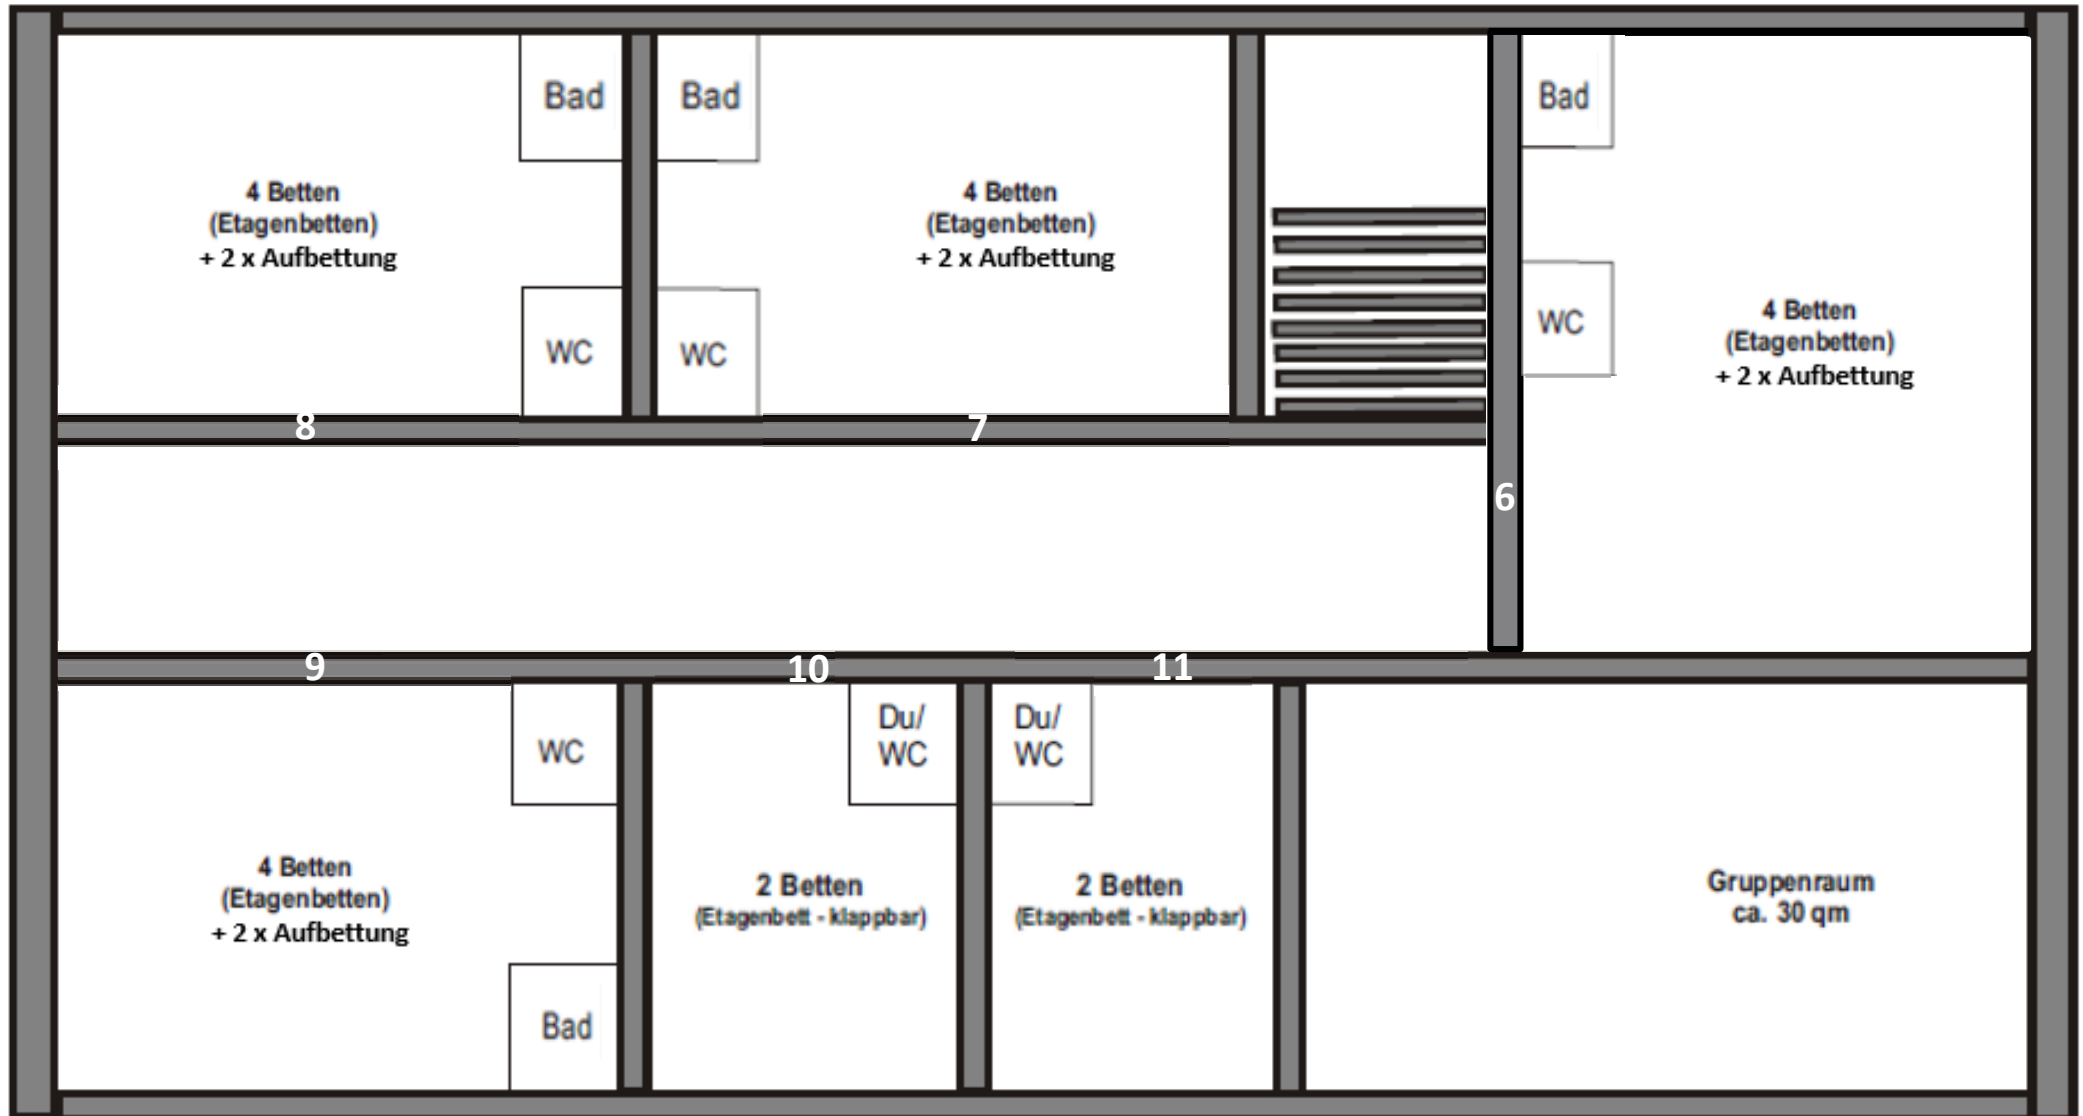 Bad
Bad
Bad
4 Betten
(Etagenbetten)
+ 2 x Aufbettung
4 Betten
(Etagenbetten)
+ 2 x Aufbettung
WC
4 Betten
(Etagenbetten)
+ 2 x Aufbettung
WC
WC
8
7
6
9
10
11
WC
Du/
WC
Du/
WC
4 Betten
(Etagenbetten)
+ 2 x Aufbettung
2 Betten
(Etagenbett - klappbar)
2 Betten
(Etagenbett - klappbar)
Gruppenraum
ca. 30 qm
Bad